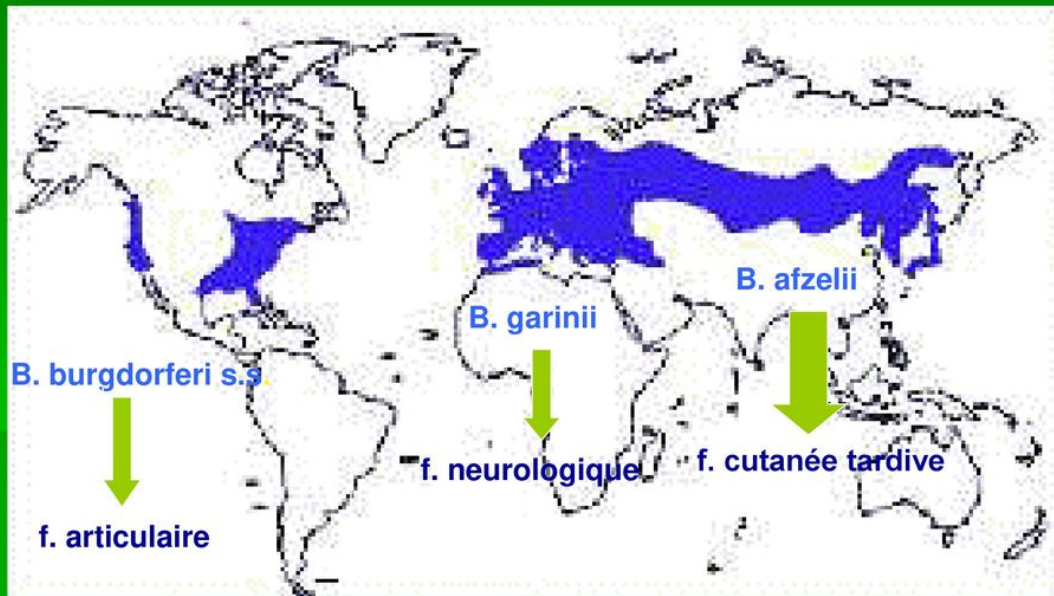 B. afzelii
B. garinii
B. burgdorferi s.s.
f. neurologique
f. cutanée tardive
f. articulaire